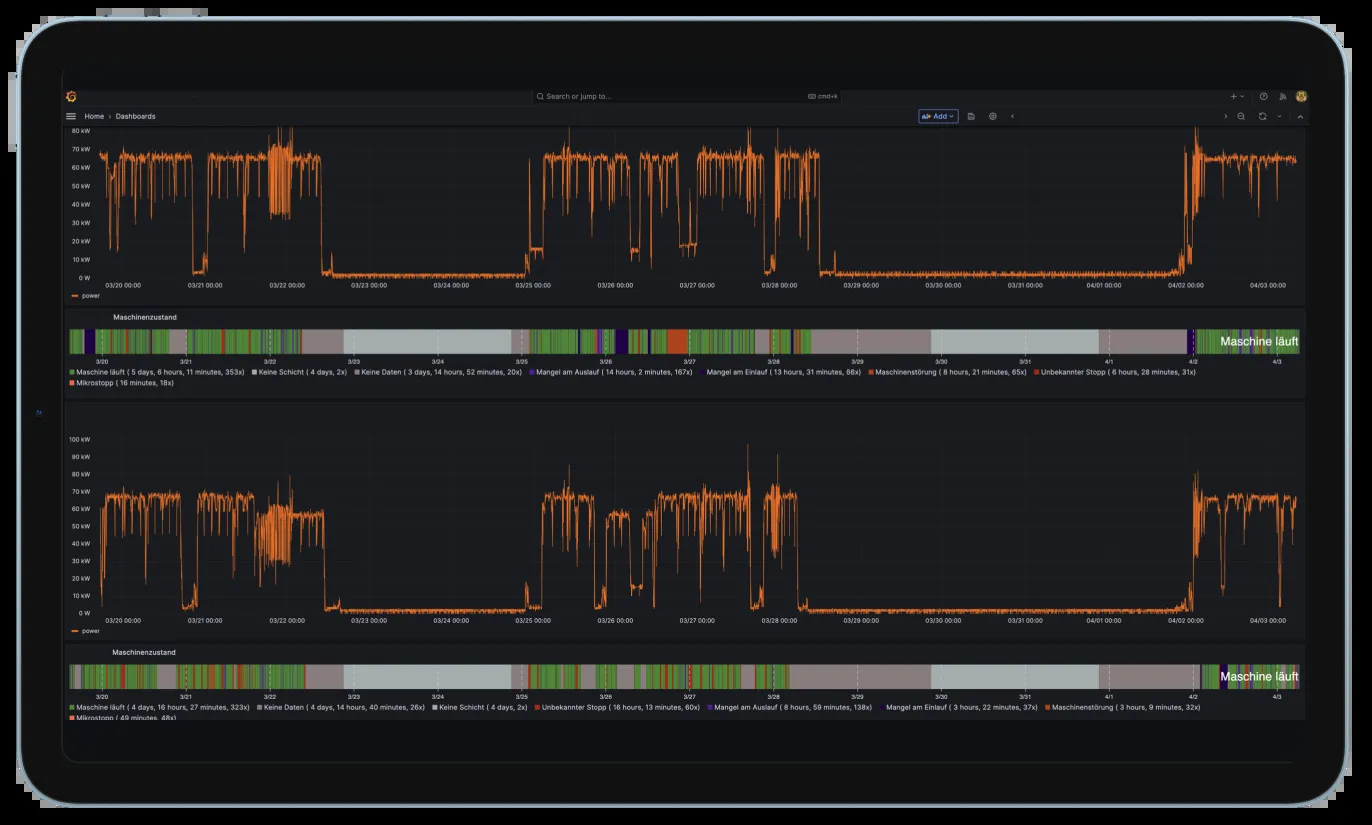 Search or jump to... cmd+k
Home › Dashboards Add
80 kW
70 kW
60 kW
50 kW
40 kW
30 kW
20 kW
10 kW
0 W
03/20 00:00 03/21 00:00 03/22 00:00 03/23 00:00 03/24 00:00 03/25 00:00 03/26 00:00 03/27 00:00 03/28 00:00 03/29 00:00 03/30 00:00 03/31 00:00 04/01 00:00 04/02 00:00 04/03 00:00
power
Maschinenzustand
Maschine läuft
3/20 3/21 3/22 3/23 3/24 3/25 3/26 3/27 3/28 3/29 3/30 3/31 4/1 4/2 4/3
Maschine läuft ( 5 days, 6 hours, 11 minutes, 353x) Keine Schicht ( 4 days, 2x) Keine Daten ( 3 days, 14 hours, 52 minutes, 20x) Mangel am Auslauf ( 14 hours, 2 minutes, 167x) Mangel am Einlauf ( 13 hours, 31 minutes, 66x) Maschinenstörung ( 8 hours, 21 minutes, 65x) Unbekannter Stopp ( 6 hours, 28 minutes, 31x)
Mikrostopp ( 16 minutes, 18x)
100 kW
90 kW
80 kW
70 kW
60 kW
50 kW
40 kW
30 kW
20 kW
10 kW
0 W
03/20 00:00 03/21 00:00 03/22 00:00 03/23 00:00 03/24 00:00 03/25 00:00 03/26 00:00 03/27 00:00 03/28 00:00 03/29 00:00 03/30 00:00 03/31 00:00 04/01 00:00 04/02 00:00 04/03 00:00
power
Maschinenzustand
Maschine läuft
3/20 3/21 3/22 3/23 3/24 3/25 3/26 3/27 3/28 3/29 3/30 3/31 4/1 4/2 4/3
Maschine läuft ( 4 days, 16 hours, 27 minutes, 323x) Keine Daten ( 4 days, 14 hours, 40 minutes, 26x) Keine Schicht ( 4 days, 2x) Unbekannter Stopp ( 16 hours, 13 minutes, 60x) Mangel am Auslauf ( 8 hours, 59 minutes, 138x) Mangel am Einlauf ( 3 hours, 22 minutes, 37x) Maschinenstörung ( 3 hours, 9 minutes, 32x)
Mikrostopp ( 49 minutes, 48x)